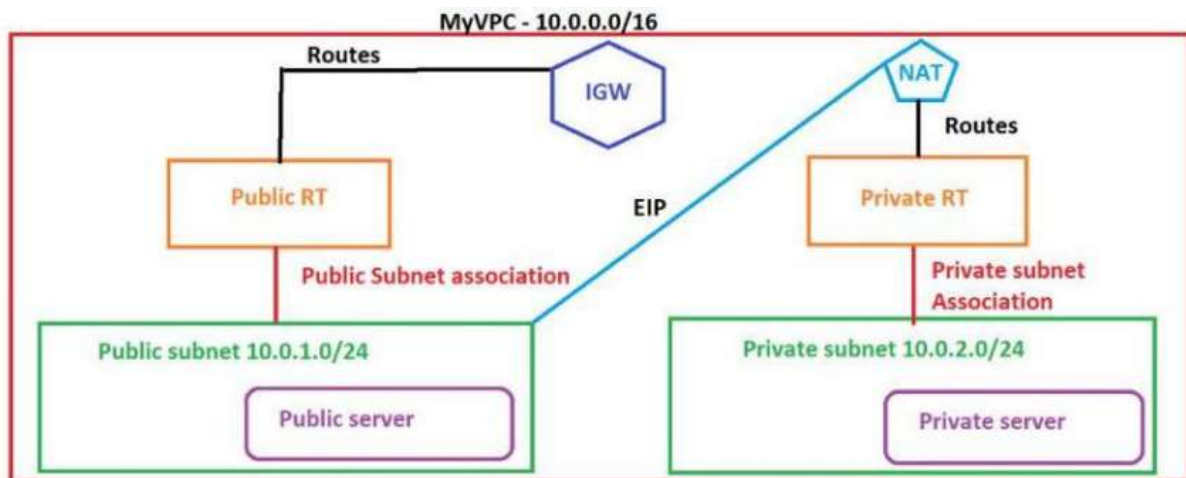 MyVPC - 10.0.0.0/16
Routes
IGW
NAT
Routes
Public RT
Private RT
EIP
Public Subnet association
Private subnet
Association
Public subnet 10.0.1.0/24
Private subnet 10.0.2.0/24
Public server
Private server